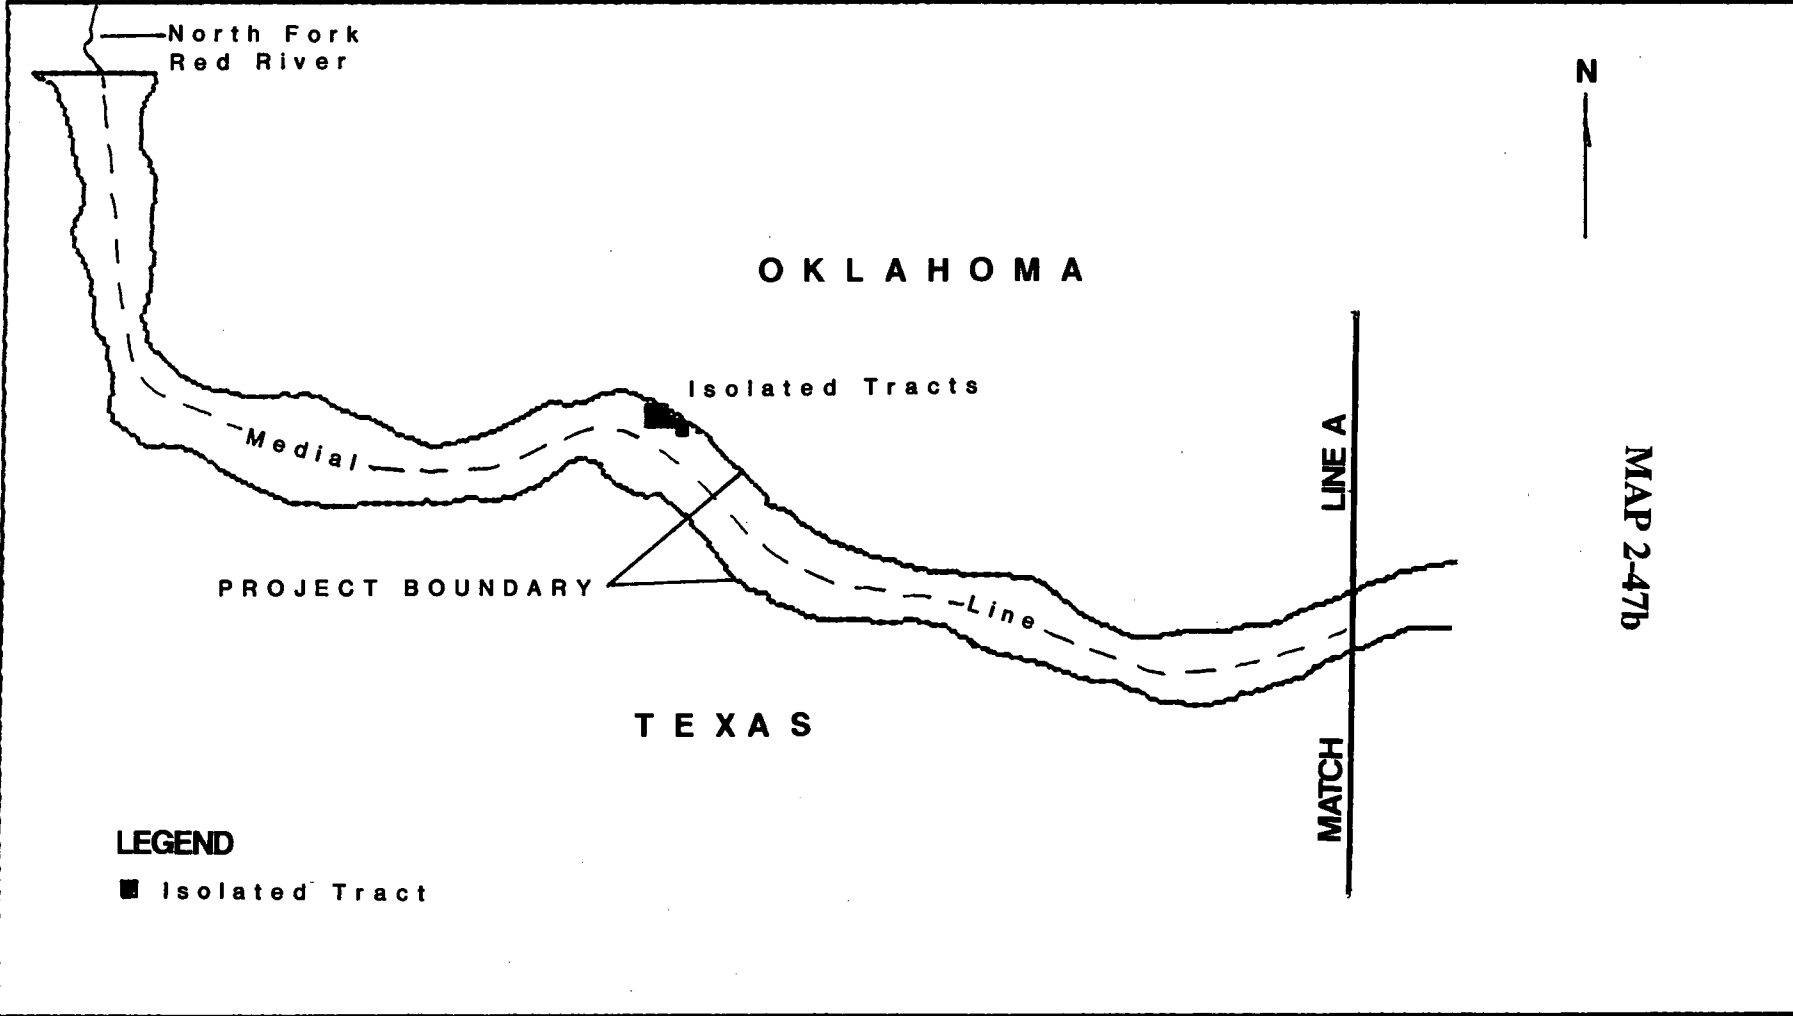 North Fork
Red River
N
OKLAHOMA
Isolated Tracts
LINE A
Medial
MAP 2-47b
PROJECT BOUNDARY
Line
TEXAS
MATCH
LEGEND
Isolated Tract